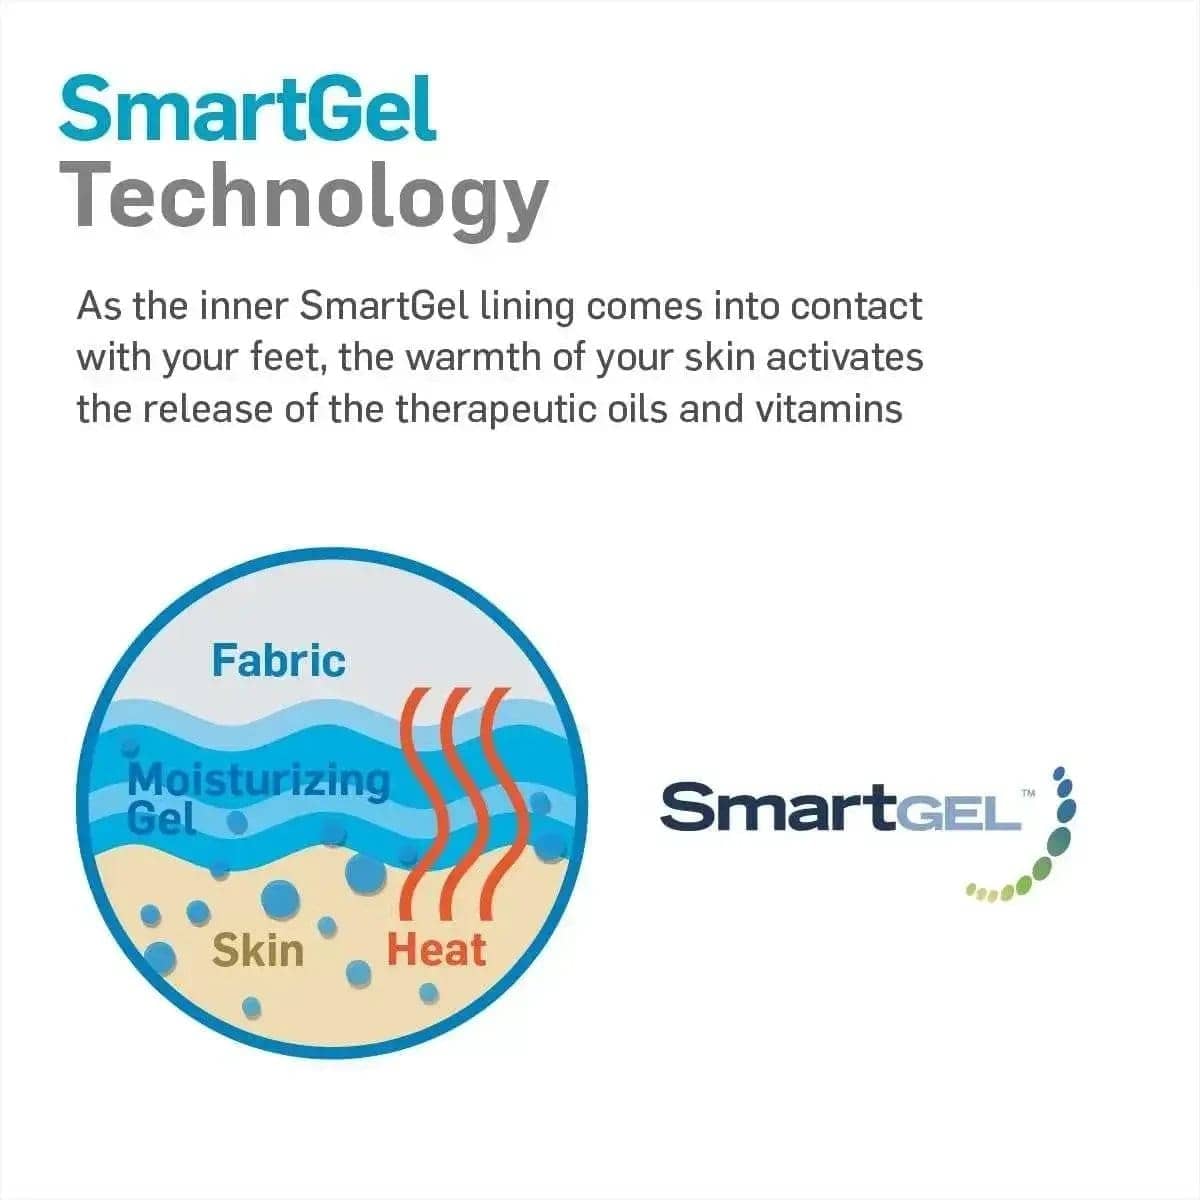 SmartGel
Technology
As the inner SmartGel lining comes into contact
with your feet, the warmth of your skin activates
the release of the therapeutic oils and vitamins
Fabric
Moisturizing
Gel
Skin
Heat
SmartGEL™